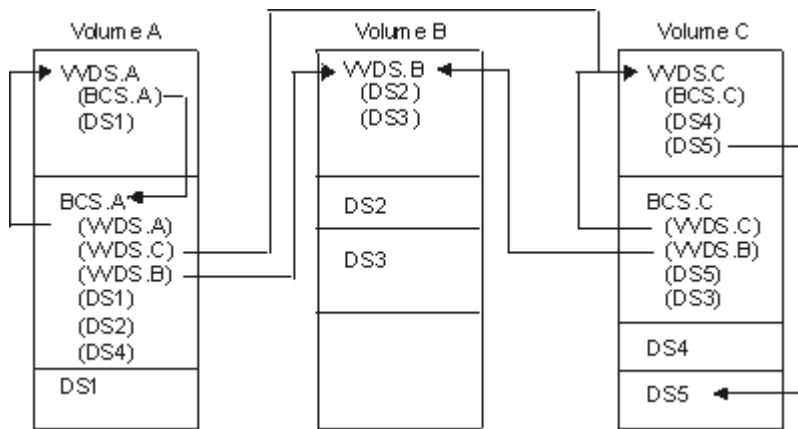 Volume A
VVDS.A
(BCS.A)
(DS1)
BCS.A
(VVDS.A)
(VVDS.C)
(VVDS.B)
(DS1)
(DS2)
(DS4)
DS1
Volume B
VVDS.B
(DS2)
(DS3)
DS2
DS3
Volume C
VVDS.C
(BCS.C)
(DS4)
(DS5)
BCS.C
(VVDS.C)
(VVDS.B)
(DS5)
(DS3)
DS4
DS5